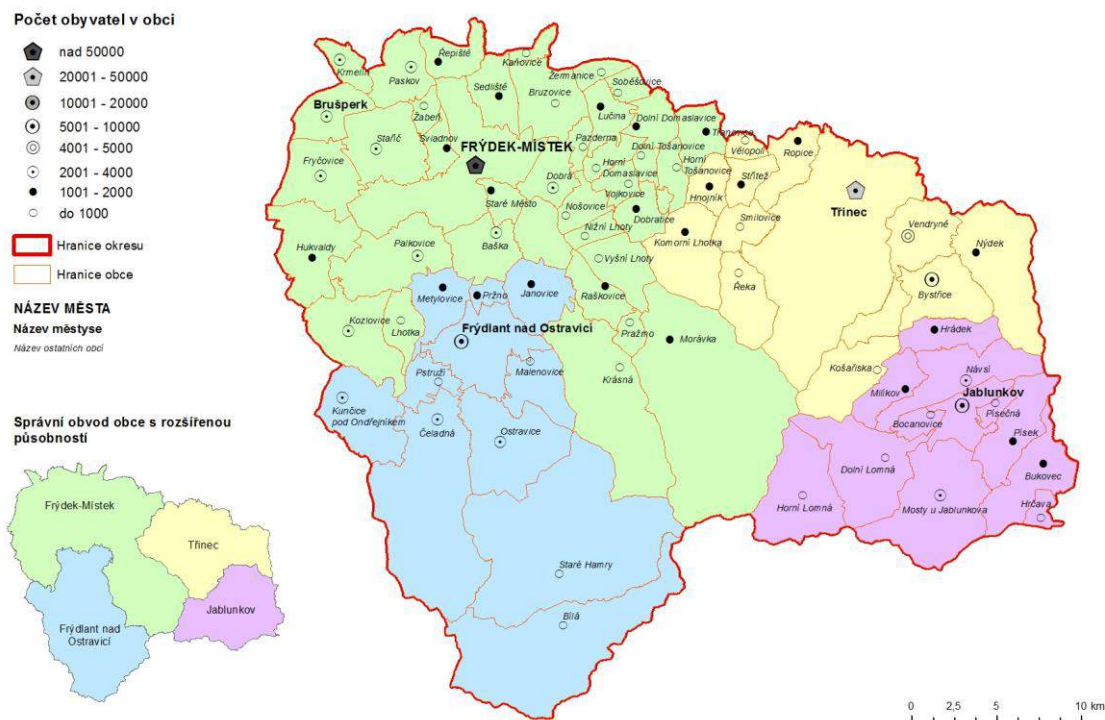 Počet obyvatel v obci
nad 50000
20001 - 50000
10001 - 20000
5001 - 10000
4001 - 5000
2001 - 4000
1001 - 2000
do 1000
Hranice okresu
Hranice obce
NÁZEV MĚSTA
Název městyse
Název ostatních obcí
Správní obvod obce s rozšířenou
působností
Frýdek-Místek
Třinec
Jablunkov
Frýdlant nad
Ostravicí
Krmelín
Paskov
Řepiště
Kaňovice
Žermanice
Soběšovice
Brušperk
Žabeň
Sedliště
Bruzovice
Lučina
Dolní Domaslavice
Staříč
Sviadnov
FRÝDEK-MÍSTEK
Pazderna
Dolní Tošanovice
Horní
Domaslavice
Horní
Tošanovice
Vělopolí
Ropice
Fryčovice
Dobrá
Vojkovice
Hnojník
Střítež
Třinec
Staré Město
Nošovice
Dobratice
Smilovice
Vendryně
Nýdek
Hukvaldy
Palkovice
Baška
Nižní Lhoty
Komorní Lhotka
Vyšní Lhoty
Řeka
Bystřice
Metylovice
Pržno
Janovice
Raškovice
Kozlovice
Lhotka
Frýdlant nad Ostravicí
Pražmo
Morávka
Hrádek
Pstruží
Malenovice
Krásná
Košařiska
Návsí
Milíkov
Jablunkov
Kunčice
pod Ondřejníkem
Čeladná
Ostravice
Bocanovice
Písečná
Písek
Dolní Lomná
Bukovec
Horní Lomná
Mosty u Jablunkova
Hrčava
Staré Hamry
Bílá
0 2,5 5 10 km